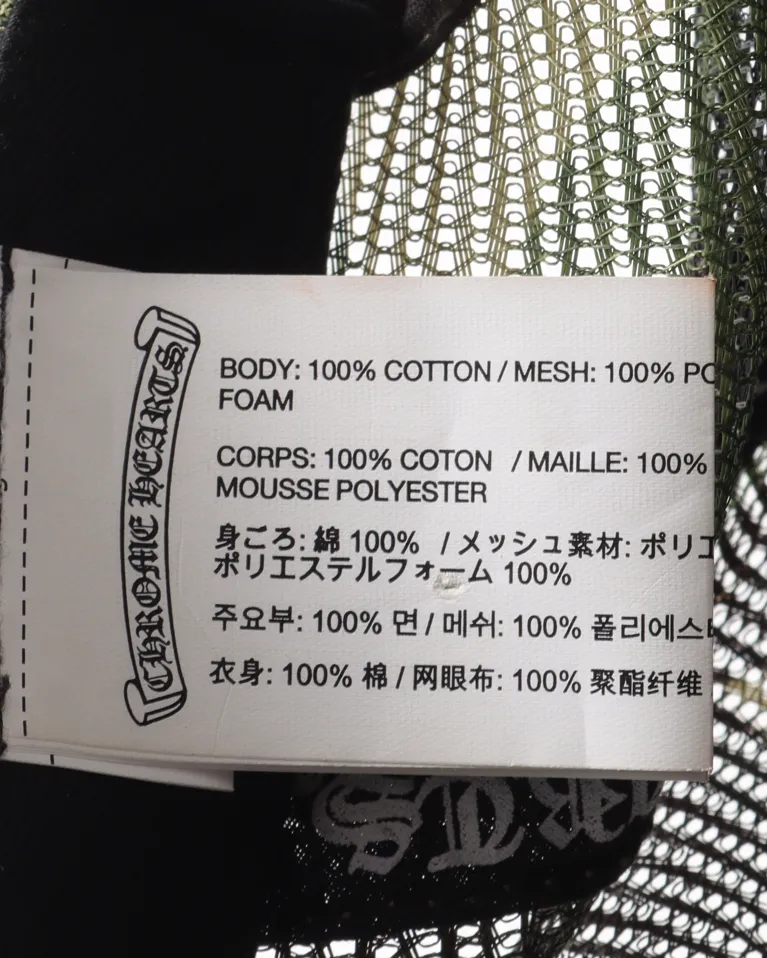 CHROME HEARTS
BODY: 100% COTTON / MESH: 100%
FOAM
CORPS: 100% COTON / MAILLE: 100%
MOUSSE POLYESTER
身ごろ: 綿 100% / メッシュ素材: ポリエ
ポリエステルフォーム 100%
주요부: 100% 면 / 메쉬: 100% 폴리에스
衣身: 100% 棉 / 网眼布: 100% 聚酯纤维